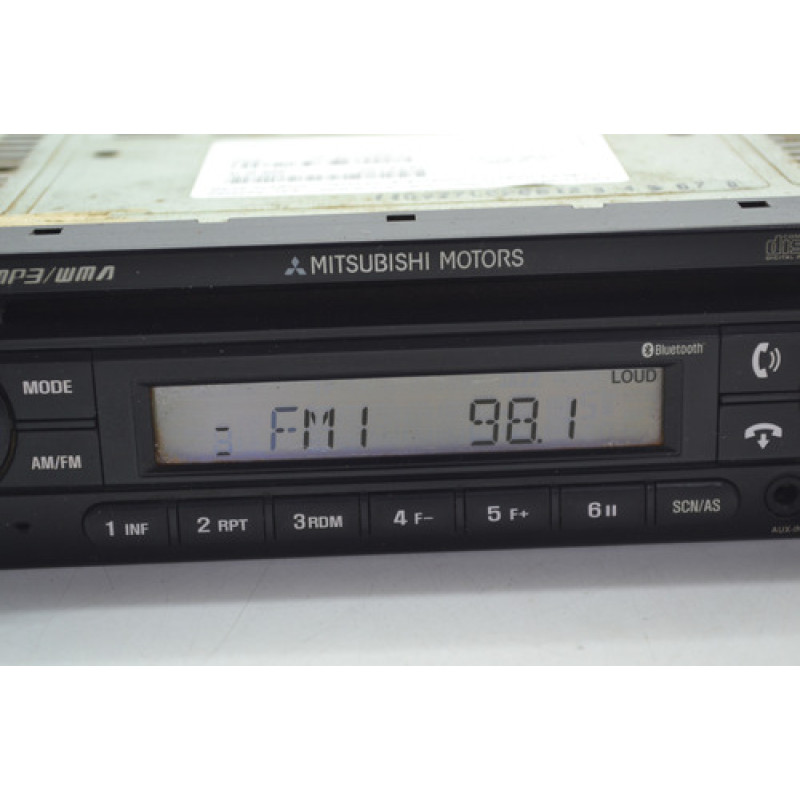 MP3/WMA
MITSUBISHI MOTORS
Bluetooth
MODE
LOUD
FM1 98.1
AM/FM
1 INF
2 RPT
3 RDM
4 F-
5 F+
6 II
SCN/AS